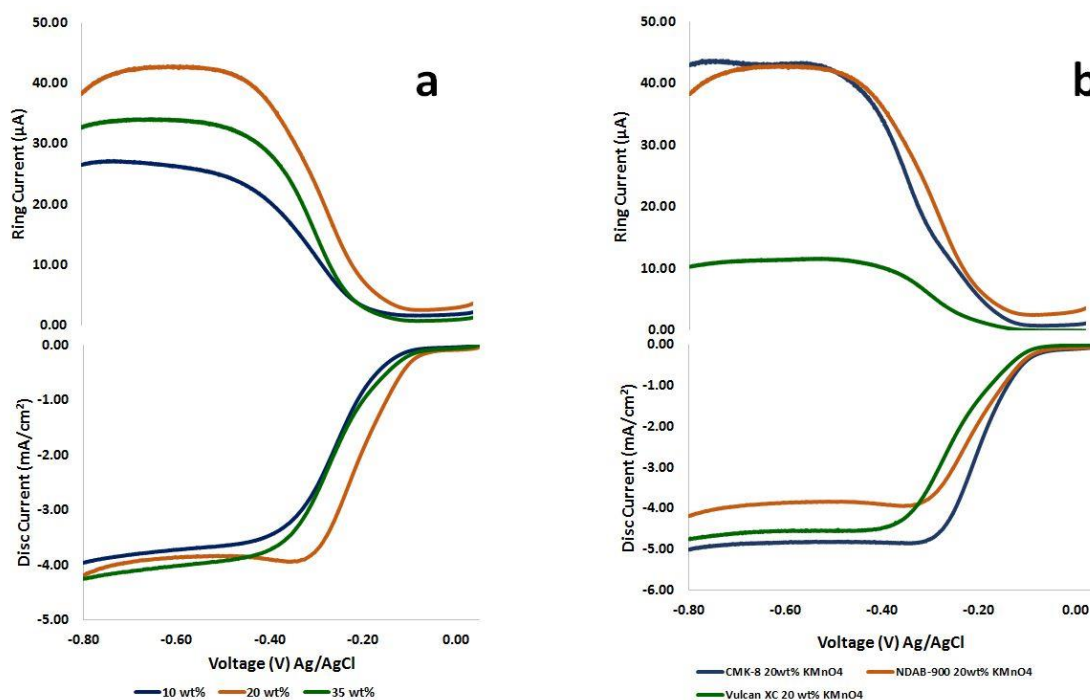 a
Ring Current (µA)
50.00
40.00
30.00
20.00
10.00
0.00
Disc Current (mA/cm²)
0.00
-1.00
-2.00
-3.00
-4.00
-5.00
-0.80 -0.60 -0.40 -0.20 0.00
Voltage (V) Ag/AgCl
10 wt% 20 wt% 35 wt%
b
Ring Current (µA)
50.00
40.00
30.00
20.00
10.00
0.00
Disc Current (mA/cm²)
0.00
-1.00
-2.00
-3.00
-4.00
-5.00
-6.00
-0.80 -0.60 -0.40 -0.20 0.00
Voltage (V) Ag/AgCl
CMK-8 20wt% KMnO4 NDAB-900 20wt% KMnO4
Vulcan XC 20 wt% KMnO4